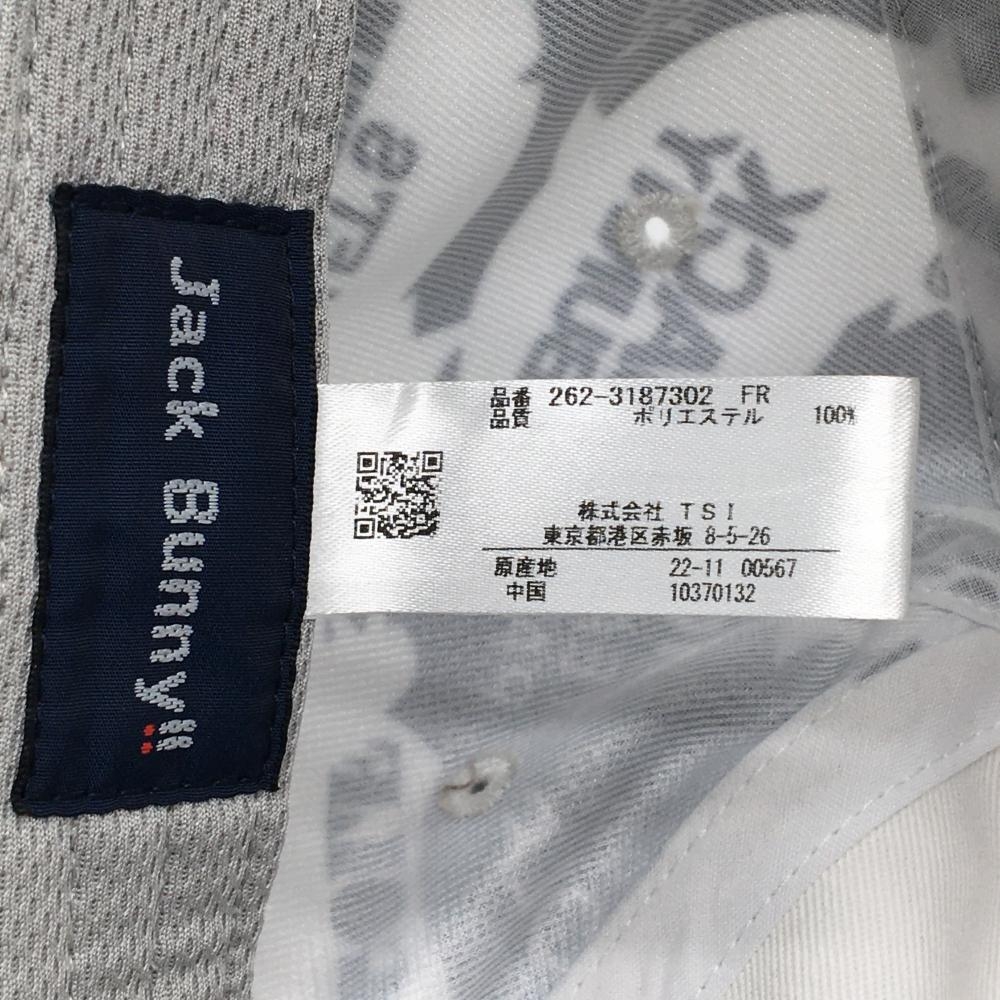 Jack Bunny!!
品番 262-3187302 FR
品質 ポリエステル 100%
株式会社 TSI
東京都港区赤坂 8-5-26
原産地 22-11 00567
中国 10370132